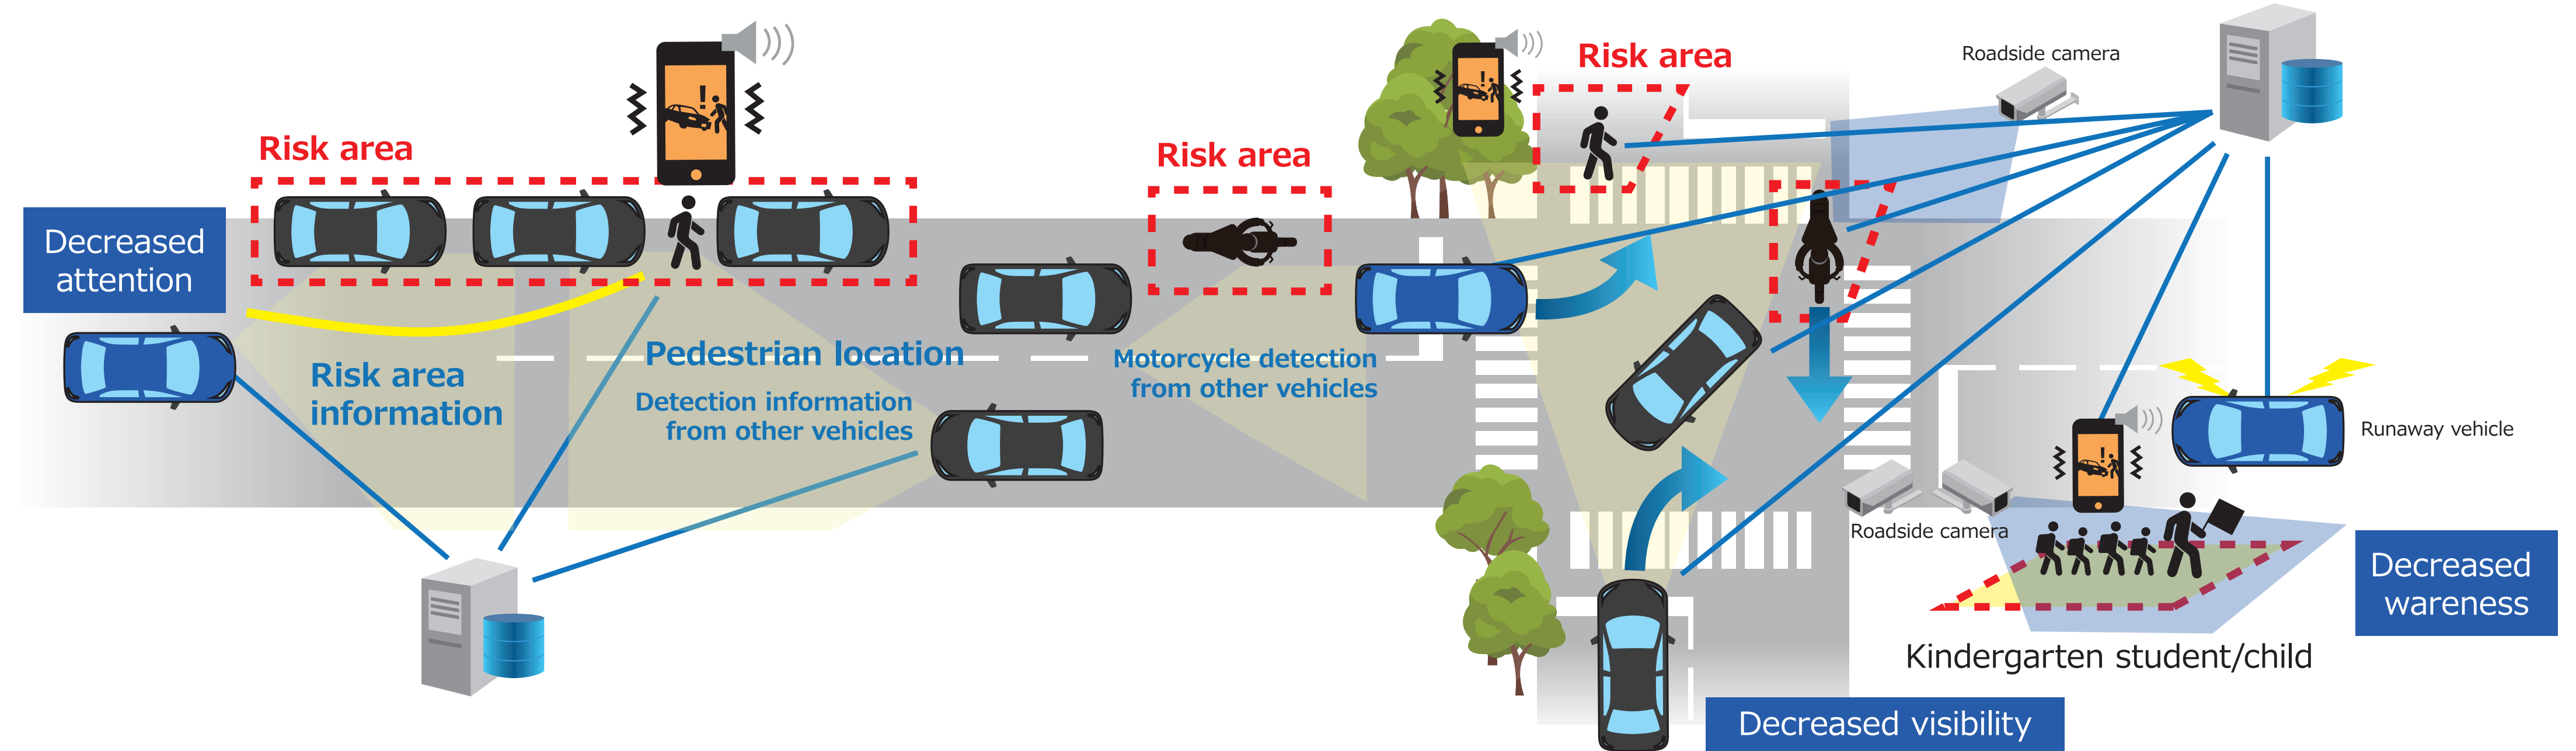 Decreased
attention
Risk area
Risk area
information
Pedestrian location
Detection information
from other vehicles
!
Risk area
Motorcycle detection
from other vehicles
!
Risk area
Roadside camera
Runaway vehicle
!
Roadside camera
Decreased
wareness
Kindergarten student/child
Decreased visibility